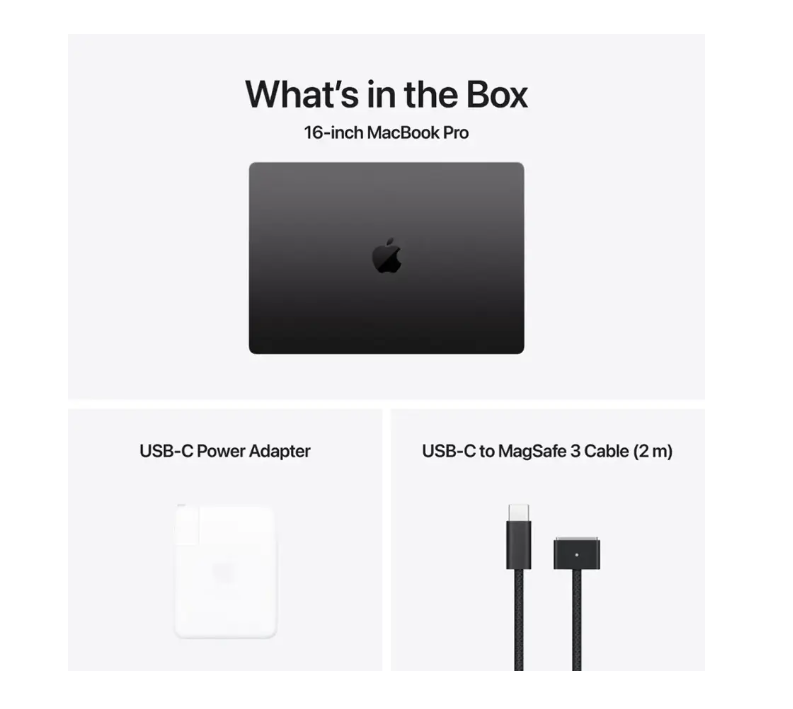 What's in the Box
16-inch MacBook Pro
USB-C Power Adapter
USB-C to MagSafe 3 Cable (2 m)